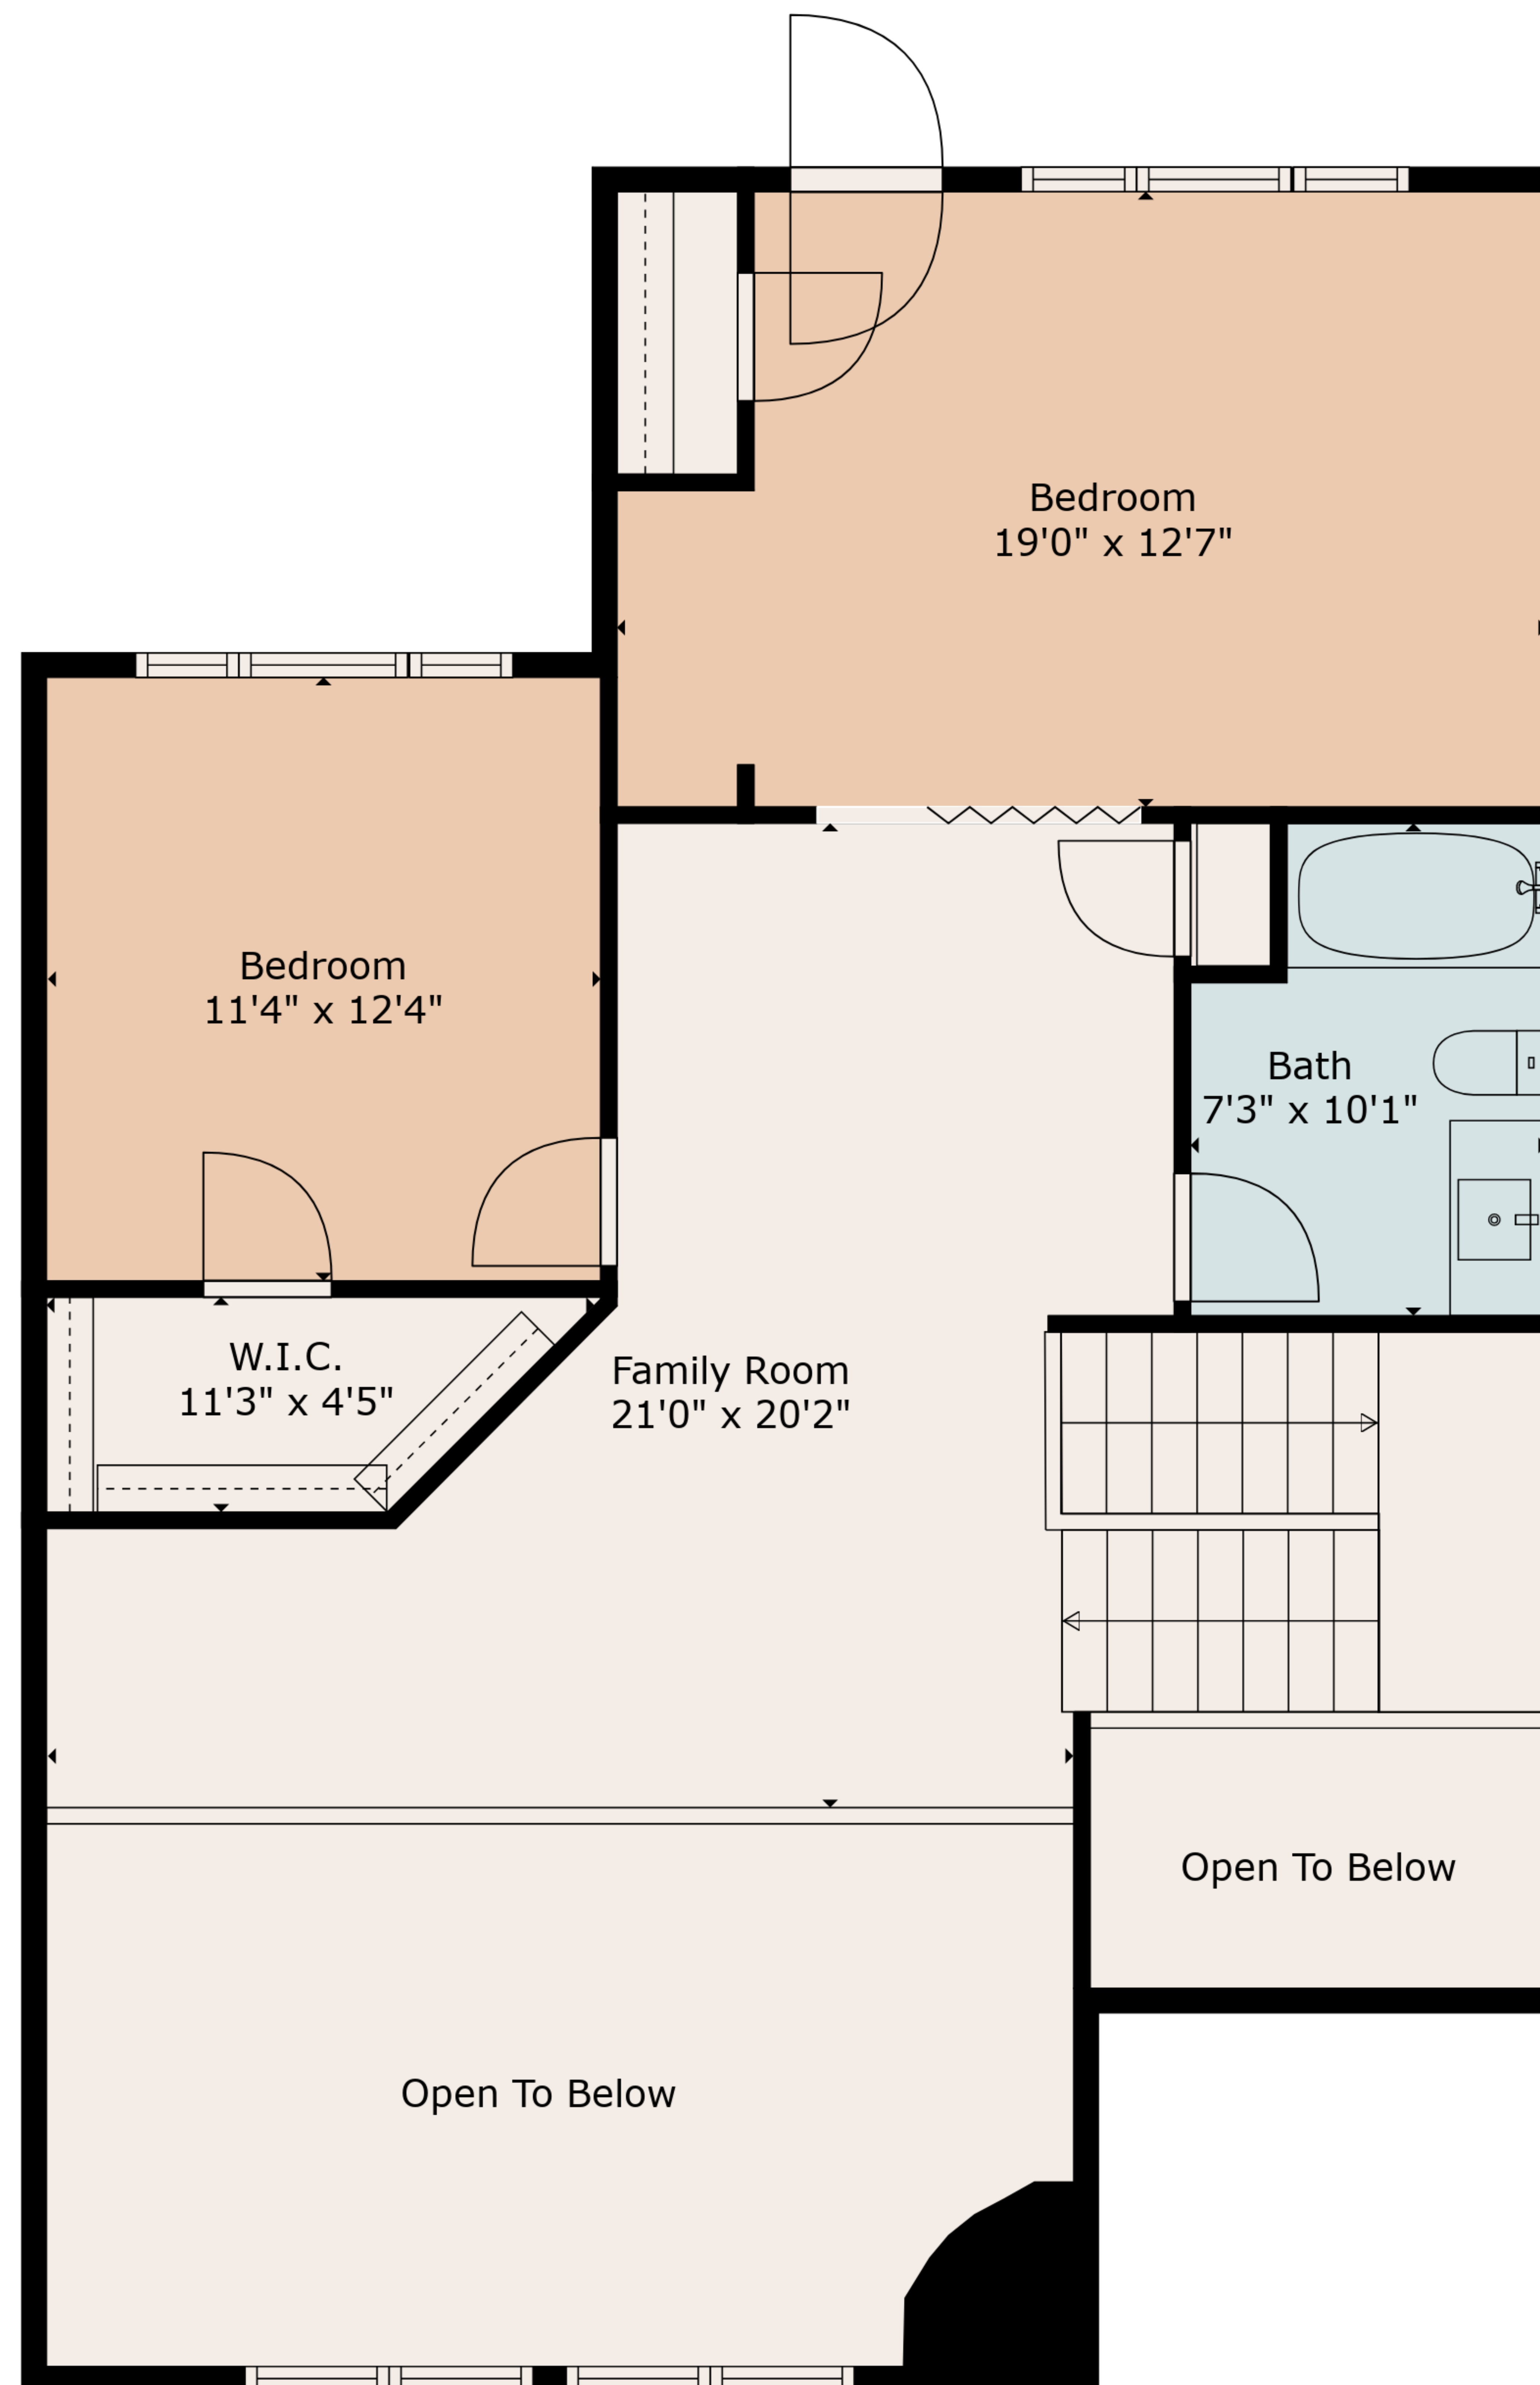 Bedroom
19'0" x 12'7"
Bedroom
11'4" x 12'4"
Bath
7'3" x 10'1"
W.I.C.
11'3" x 4'5"
Family Room
21'0" x 20'2"
Open To Below
Open To Below